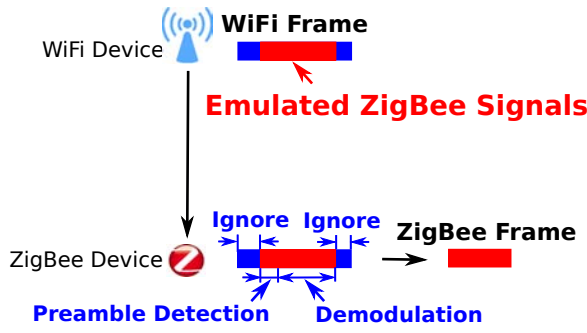 WiFi Frame
WiFi Device
Emulated ZigBee Signals
Ignore
Ignore
ZigBee Frame
ZigBee Device
Z
Preamble Detection
Demodulation